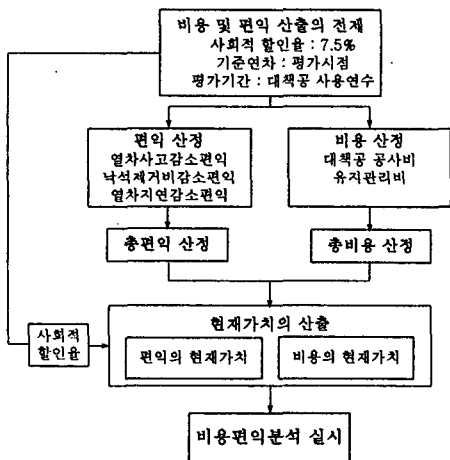 비용 및 편익 산출의 전재
사회적 할인율 : 7.5%
기준연차 : 평가시점
평가기간 : 대책공 사용연수
편익 산정
열차사고감소편익
낙석제거비감소편익
열차지연감소편익
비용 산정
대책공 공사비
유지관리비
총편익 산정
총비용 산정
사회적
할인율
현재가치의 산출
편익의 현재가치
비용의 현재가치
비용편익분석 실시